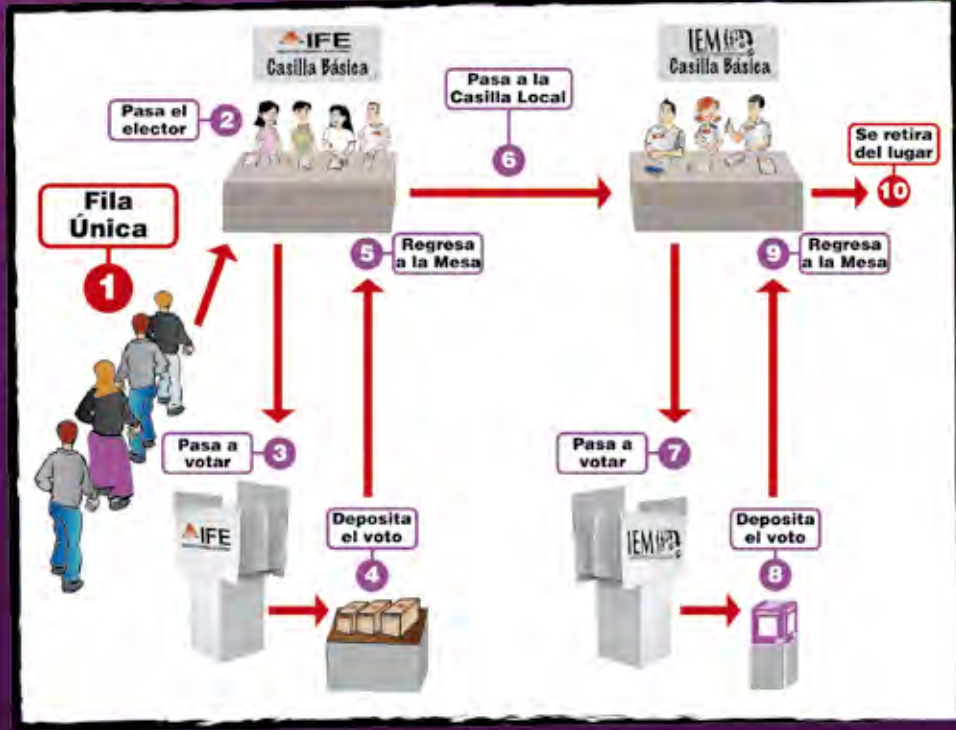 IFE
Casilla Básica
IEM
Casilla Básica
Pasa el
elector
2
Pasa a la
Casilla Local
6
Se retira
del lugar
10
Fila
Única
1
5
Regresa
a la Mesa
9
Regresa
a la Mesa
Pasa a
votar
3
Pasa a
votar
7
IFE
Deposita
el voto
4
IEM
Deposita
el voto
8